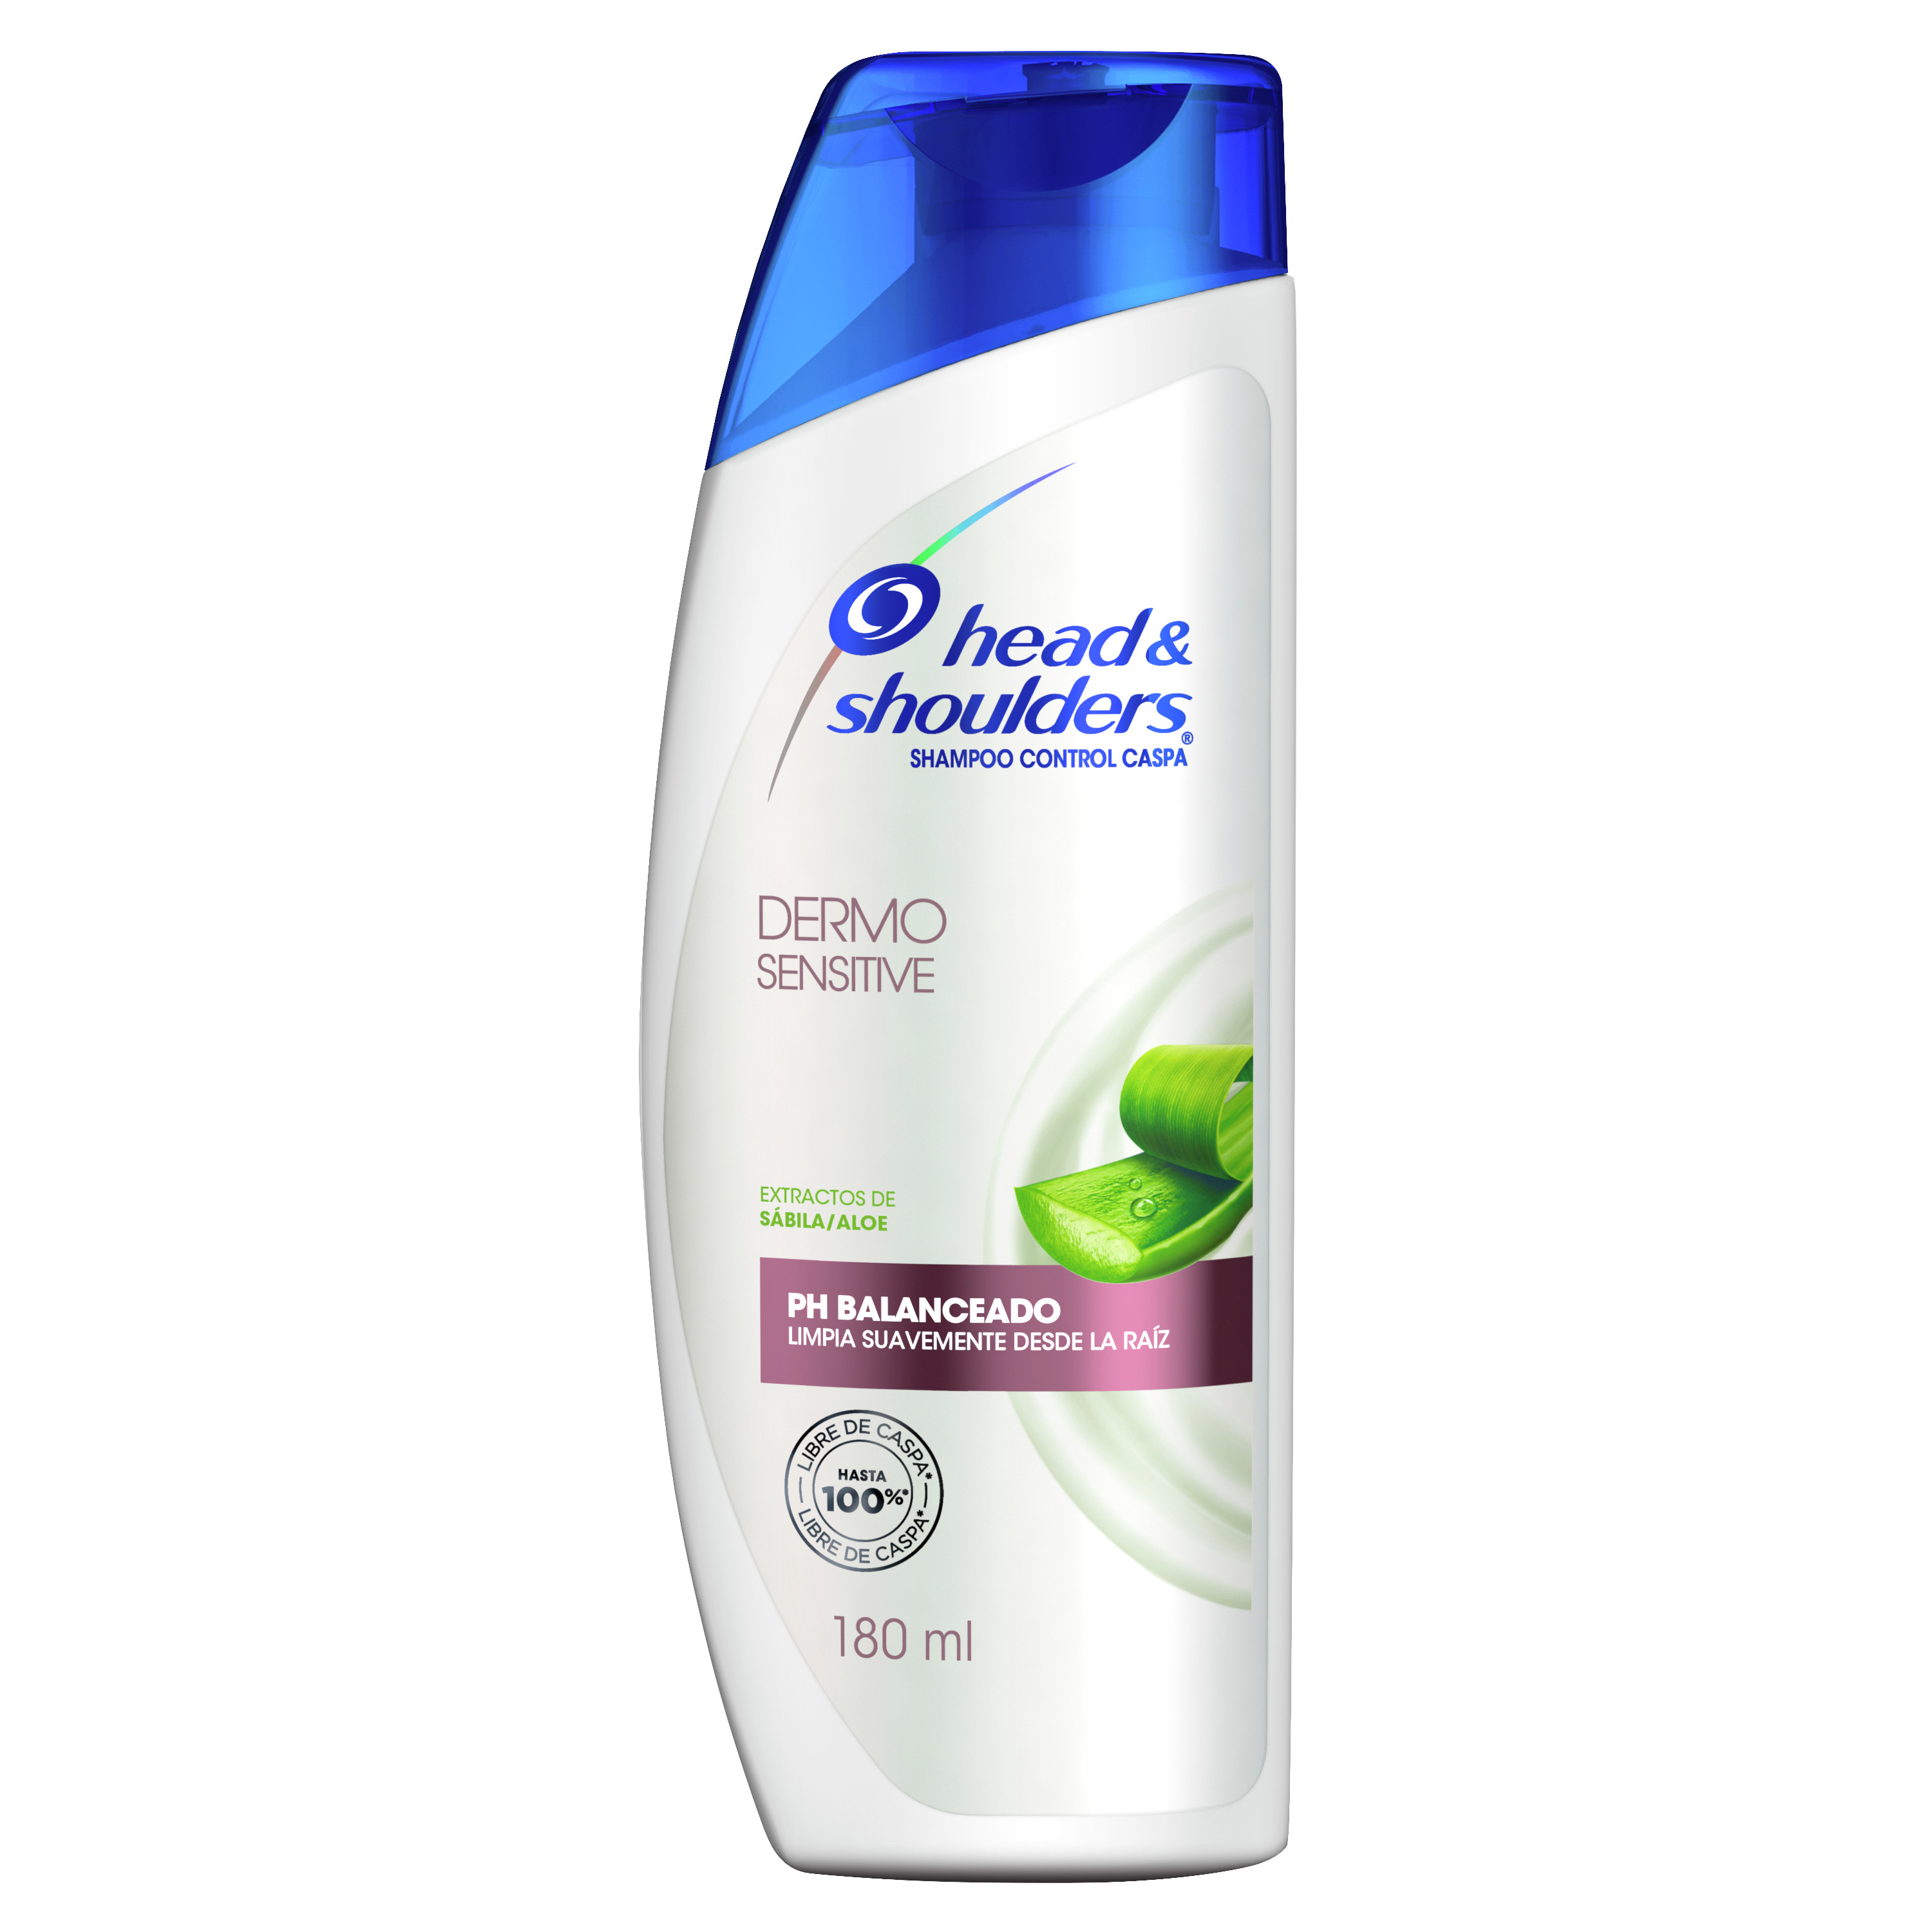 head &
shoulders®
SHAMPOO CONTROL CASPA
DERMO
SENSITIVE
EXTRACTOS DE
SÁBILA/ALOE
PH BALANCEADO
LIMPIA SUAVEMENTE DESDE LA RAÍZ
LIBRE DE CASPA*
HASTA
100%*
LIBRE DE CASPA*
180 ml